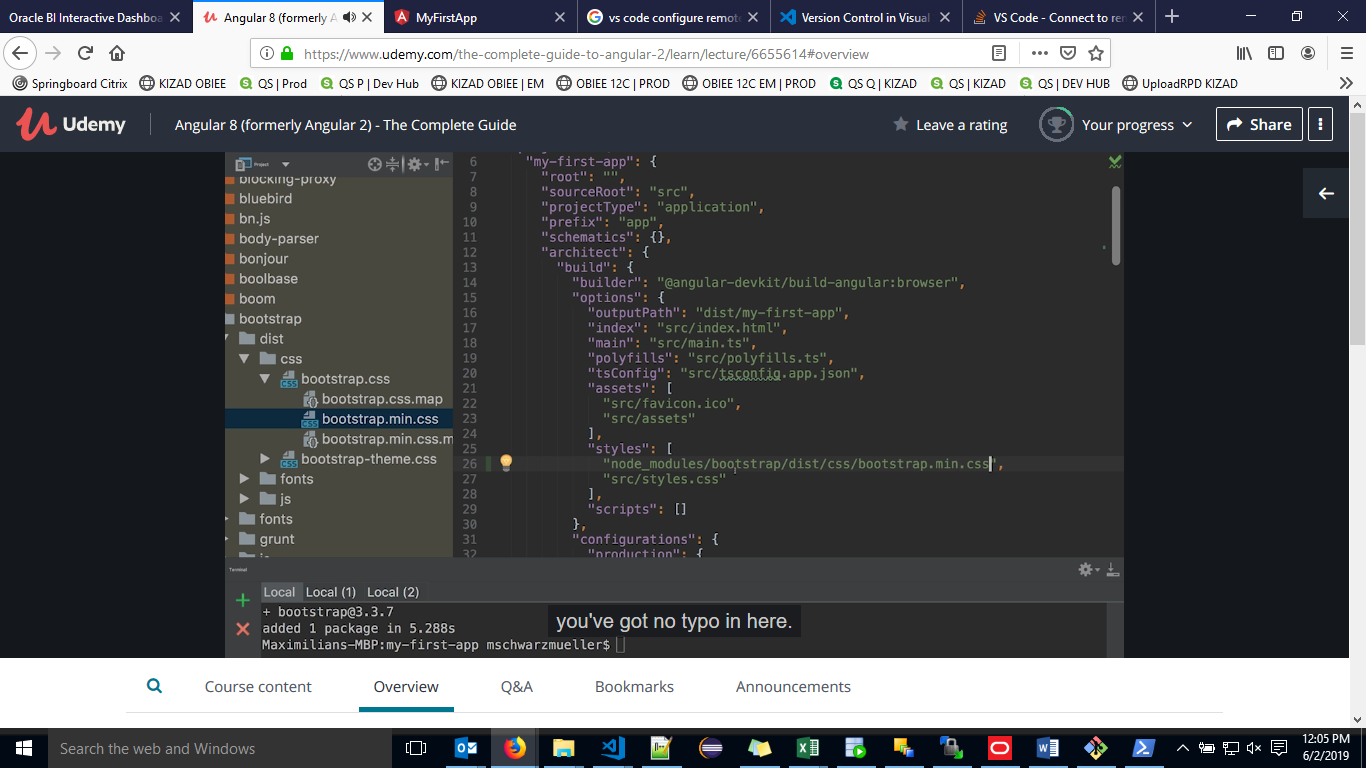 Oracle BI Interactive Dashboa
Angular 8 (formerly A
MyFirstApp
vs code configure remot
Version Control in Visual
VS Code - Connect to rem
https://www.udemy.com/the-complete-guide-to-angular-2/learn/lecture/6655614#overview
Springboard Citrix
KIZAD OBIEE
QS | Prod
QS P | Dev Hub
KIZAD OBIEE | EM
OBIEE 12C | PROD
OBIEE 12C EM | PROD
QS Q | KIZAD
QS | KIZAD
QS | DEV HUB
UploadRPD KIZAD
Udemy
Angular 8 (formerly Angular 2) - The Complete Guide
Leave a rating
Your progress
Share
Project
blocking-proxy
bluebird
bn.js
body-parser
bonjour
boolbase
boom
bootstrap
dist
css
bootstrap.css
bootstrap.css.map
bootstrap.min.css
bootstrap.min.css.m
bootstrap-theme.css
fonts
js
fonts
grunt
6 "my-first-app": {
7 "root": "",
8 "sourceRoot": "src",
9 "projectType": "application",
10 "prefix": "app",
11 "schematics": {},
12 "architect": {
13 "build": {
14 "builder": "@angular-devkit/build-angular:browser",
15 "options": {
16 "outputPath": "dist/my-first-app",
17 "index": "src/index.html",
18 "main": "src/main.ts",
19 "polyfills": "src/polyfills.ts",
20 "tsConfig": "src/tsconfig.app.json",
21 "assets": [
22 "src/favicon.ico",
23 "src/assets"
24 ],
25 "styles": [
26 "node_modules/bootstrap/dist/css/bootstrap.min.css",
27 "src/styles.css"
28 ],
29 "scripts": []
30 },
31 "configurations": {
32 "production": {
Terminal
Local Local (1) Local (2)
+ bootstrap@3.3.7
added 1 package in 5.288s
Maximilians-MBP:my-first-app mschwarzmueller$
you've got no typo in here.
Course content
Overview
Q&A
Bookmarks
Announcements
Search the web and Windows
12:05 PM
6/2/2019